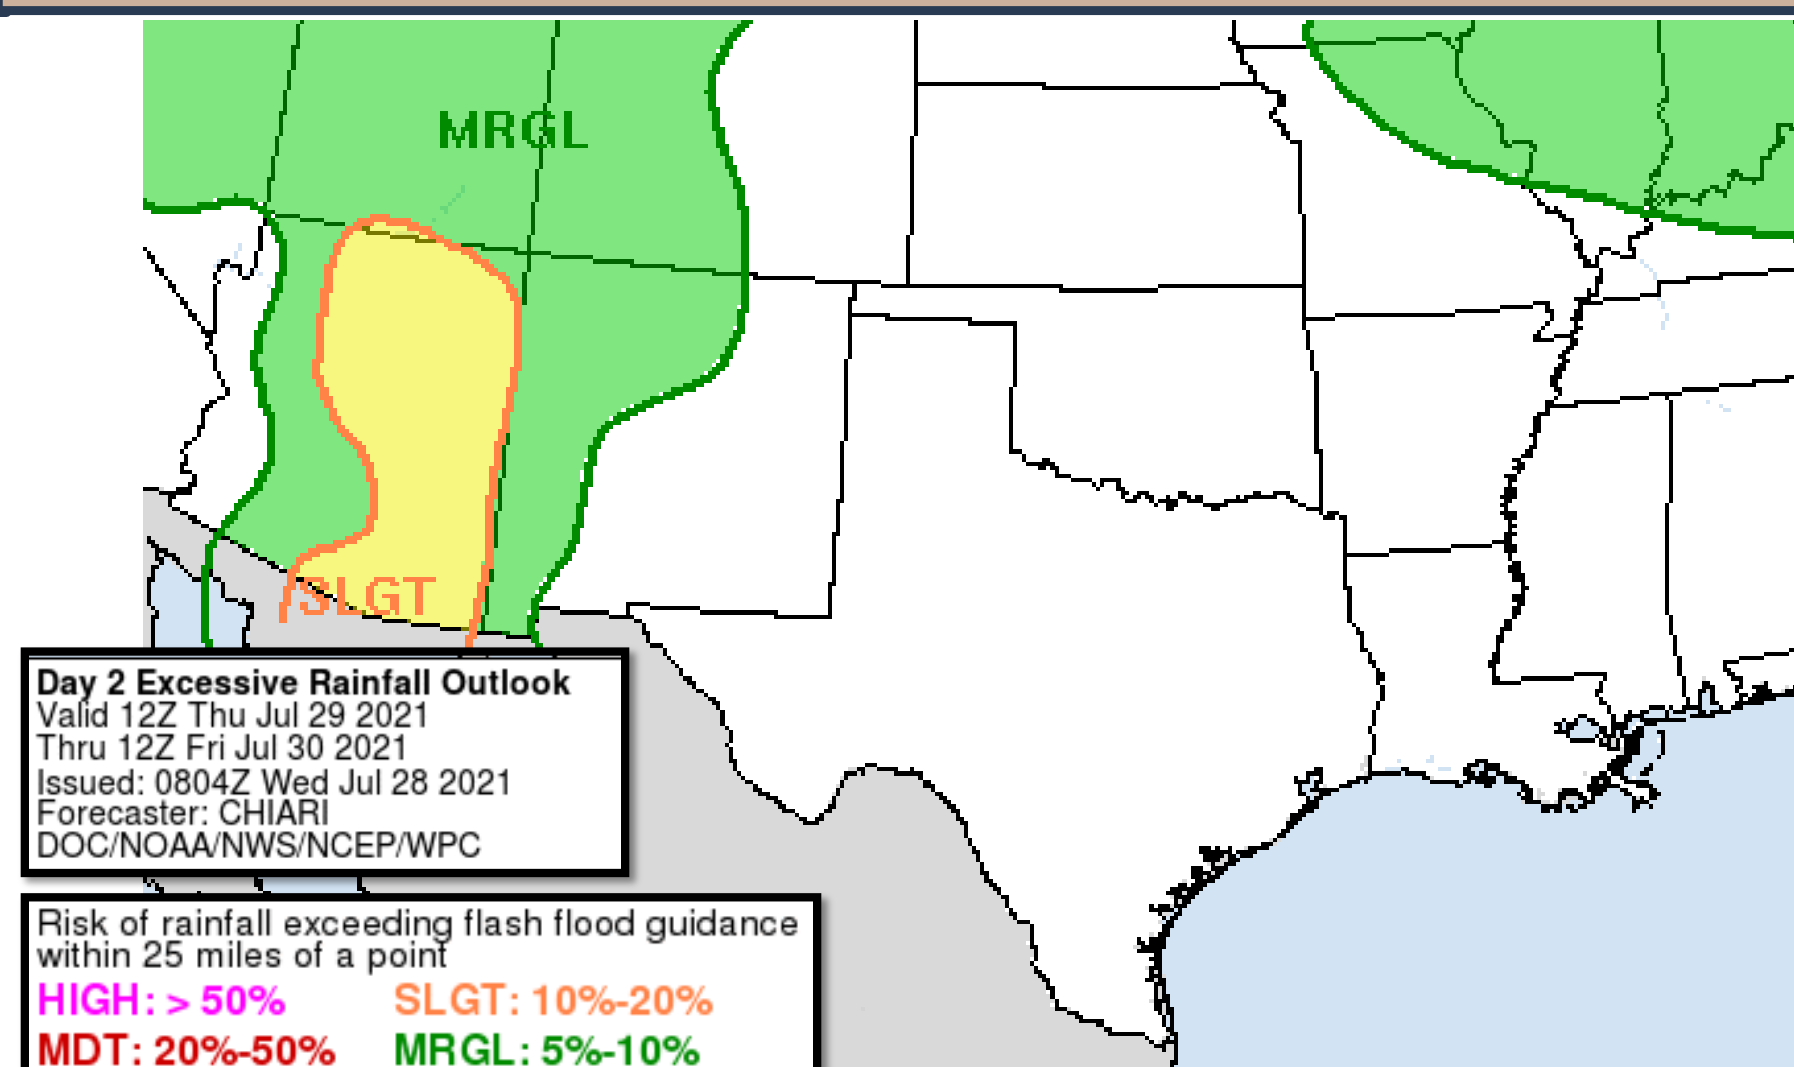 MRGL
SLGT
Day 2 Excessive Rainfall Outlook
Valid 12Z Thu Jul 29 2021
Thru 12Z Fri Jul 30 2021
Issued: 0804Z Wed Jul 28 2021
Forecaster: CHIARI
DOC/NOAA/NWS/NCEP/WPC
Risk of rainfall exceeding flash flood guidance
within 25 miles of a point
HIGH: > 50% SLGT: 10%-20%
MDT: 20%-50% MRGL: 5%-10%